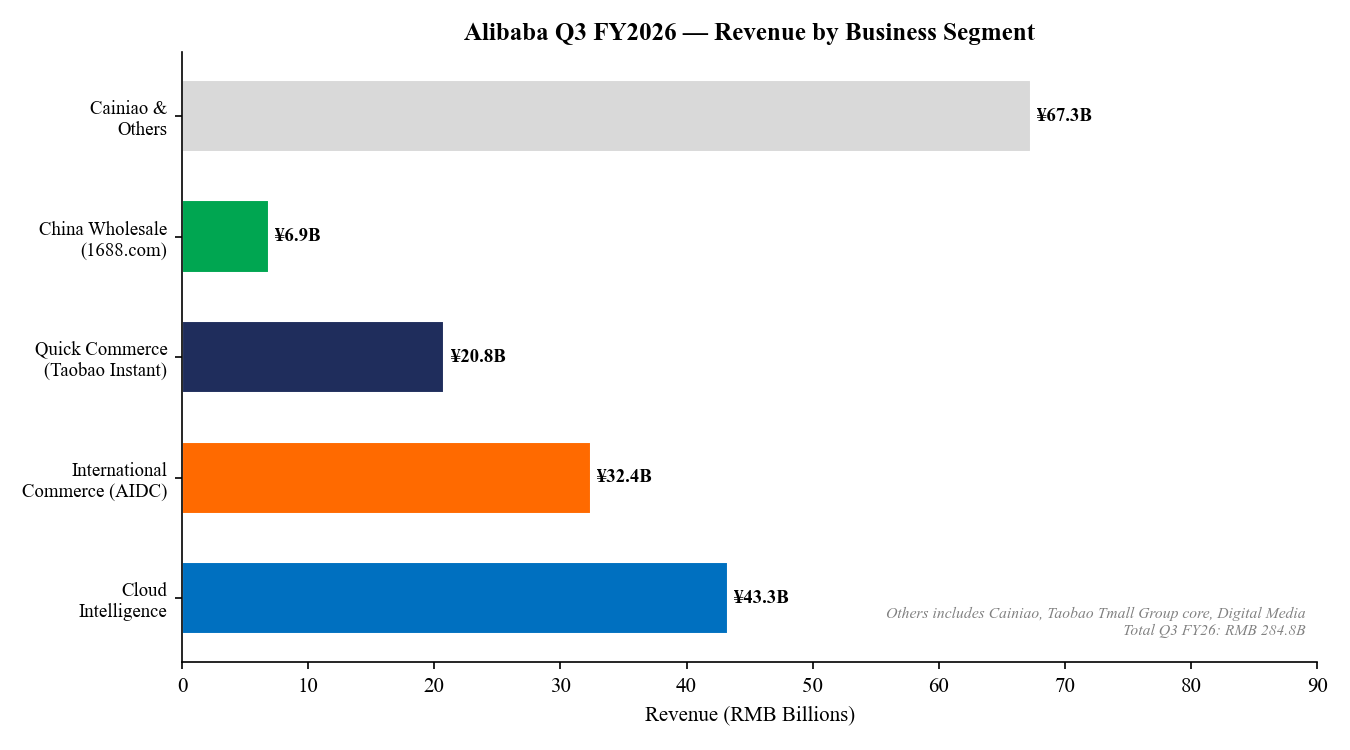 Alibaba Q3 FY2026 — Revenue by Business Segment
Cainiao &
Others
¥67.3B
China Wholesale
(1688.com)
¥6.9B
Quick Commerce
(Taobao Instant)
¥20.8B
International
Commerce (AIDC)
¥32.4B
Cloud
Intelligence
¥43.3B
Others includes Cainiao, Taobao Tmall Group core, Digital Media
Total Q3 FY26: RMB 284.8B
0 10 20 30 40 50 60 70 80 90
Revenue (RMB Billions)